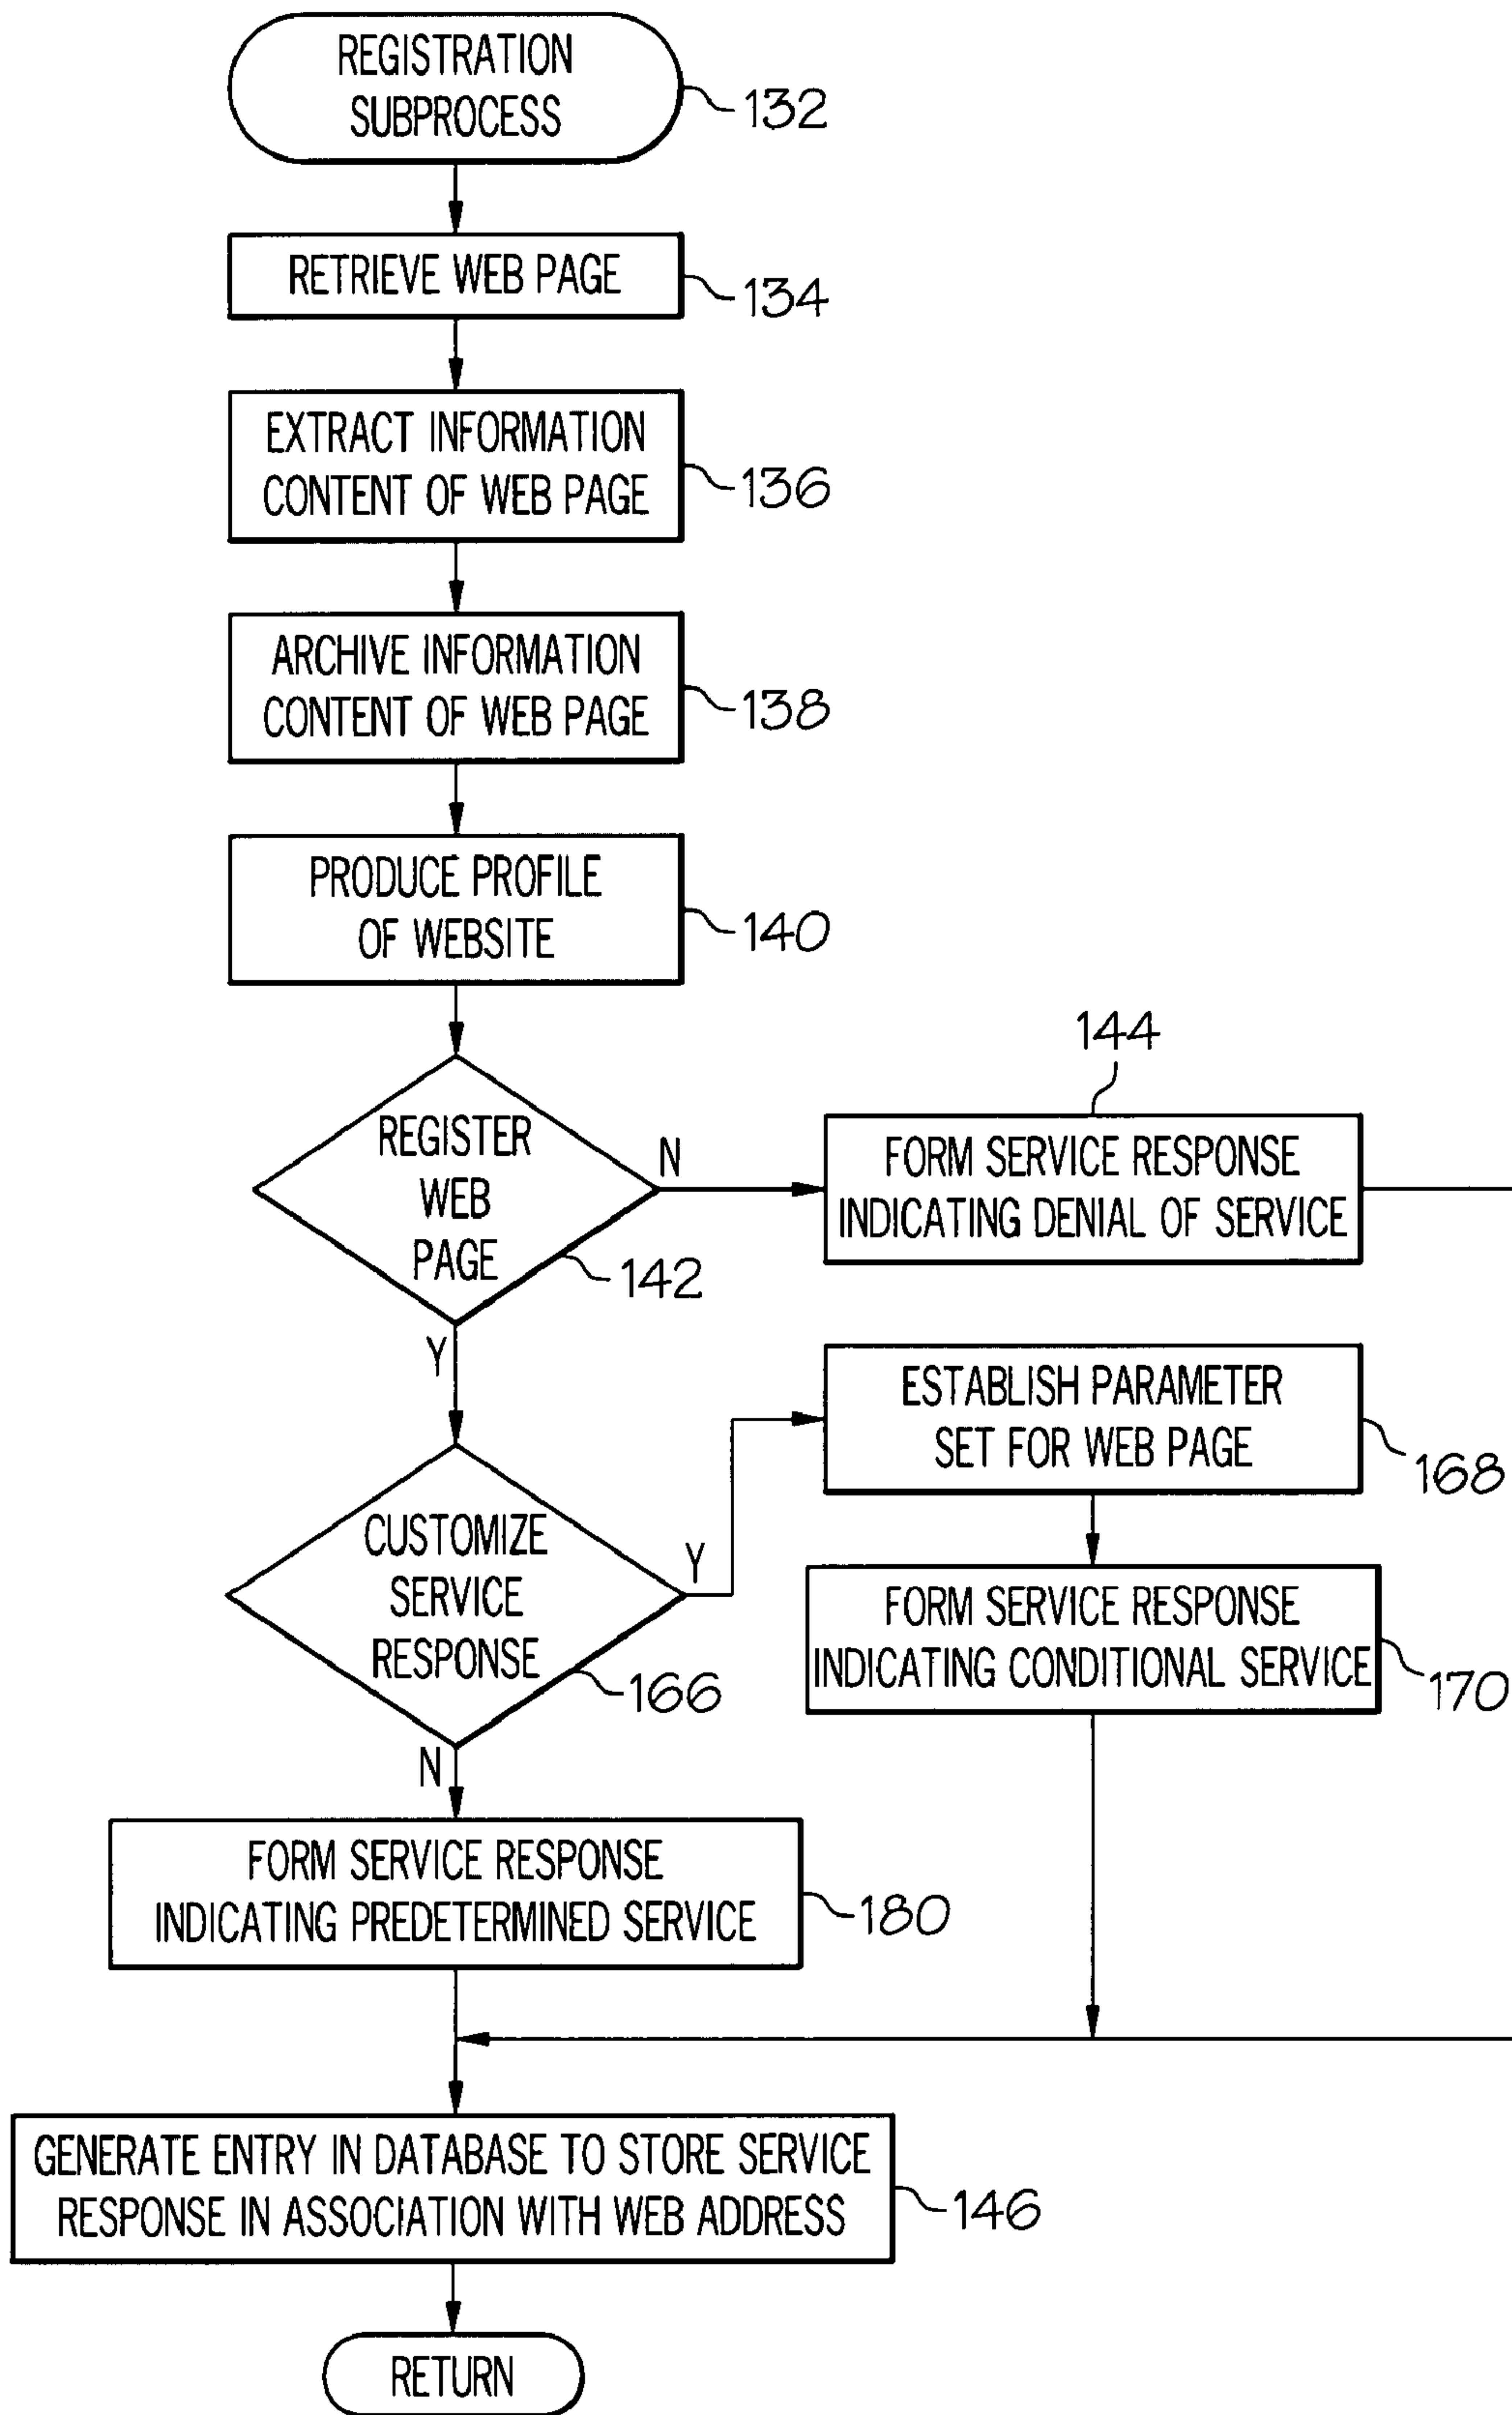 REGISTRATION
SUBPROCESS
132
RETRIEVE WEB PAGE
134
EXTRACT INFORMATION
CONTENT OF WEB PAGE
136
ARCHIVE INFORMATION
CONTENT OF WEB PAGE
138
PRODUCE PROFILE
OF WEBSITE
140
REGISTER
WEB
PAGE
142
N
144
FORM SERVICE RESPONSE
INDICATING DENIAL OF SERVICE
Y
CUSTOMIZE
SERVICE
RESPONSE
166
Y
ESTABLISH PARAMETER
SET FOR WEB PAGE
168
FORM SERVICE RESPONSE
INDICATING CONDITIONAL SERVICE
170
N
FORM SERVICE RESPONSE
INDICATING PREDETERMINED SERVICE
180
GENERATE ENTRY IN DATABASE TO STORE SERVICE
RESPONSE IN ASSOCIATION WITH WEB ADDRESS
146
RETURN